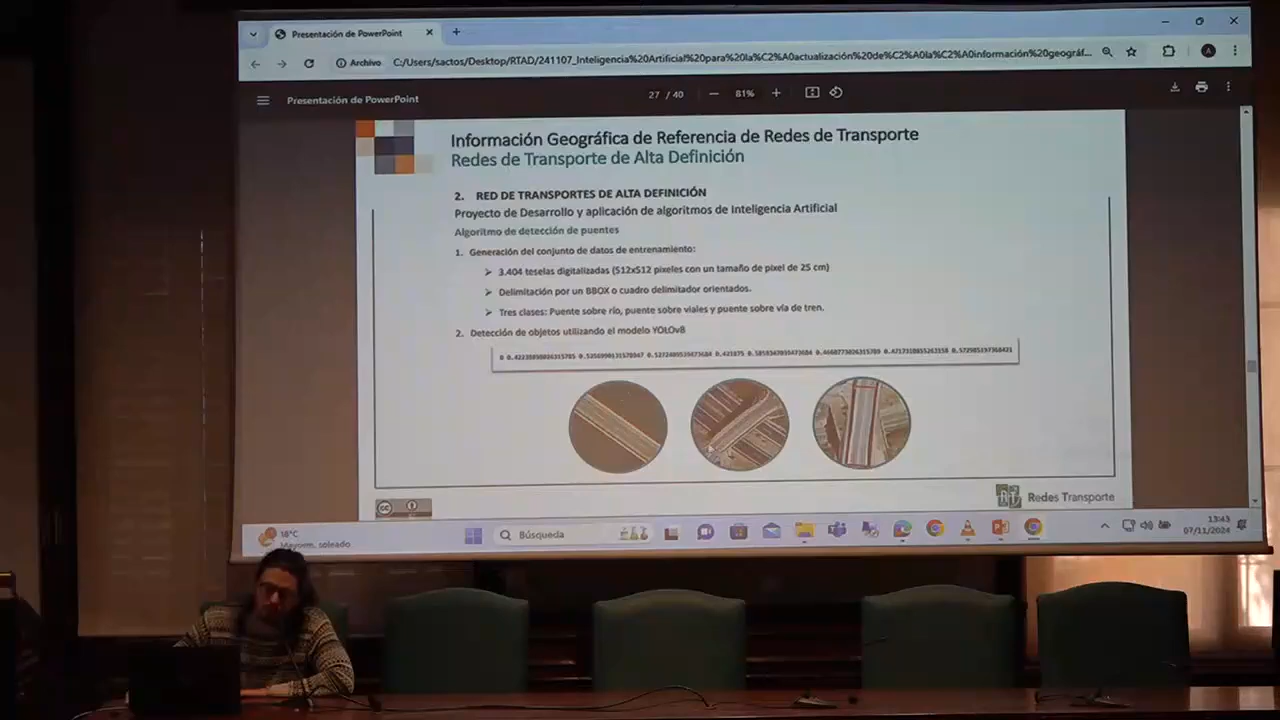 Presentación de PowerPoint
Archivo C:/Users/sactos/Desktop/RTAD/241107_Inteligencia%20Artificial%20para%20la%C2%A0actualización%20de%C2%A0la%C2%A0información%20geográf...
Presentación de PowerPoint 27 / 40 81%
Información Geográfica de Referencia de Redes de Transporte
Redes de Transporte de Alta Definición
2. RED DE TRANSPORTES DE ALTA DEFINICIÓN
Proyecto de Desarrollo y aplicación de algoritmos de Inteligencia Artificial
Algoritmo de detección de puentes
1. Generación del conjunto de datos de entrenamiento:
➢ 3.404 teselas digitalizadas (512x512 pixeles con un tamaño de pixel de 25 cm)
➢ Delimitación por un BBOX o cuadro delimitador orientados.
➢ Tres clases: Puente sobre río, puente sobre viales y puente sobre vía de tren.
2. Detección de objetos utilizando el modelo YOLOv8
cc
Redes Transporte
18°C
Mayorm. soleado
Búsqueda
13:43
07/11/2024